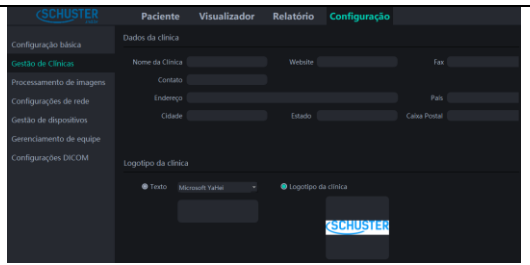 SCHUSTER
Paciente Visualizador Relatório Configuração
Configuração básica
Gestão de Clínicas
Processamento de imagens
Configurações de rede
Gestão de dispositivos
Gerenciamento de equipe
Configurações DICOM
Dados da clínica
Nome da Clínica Website Fax
Contato
Endereço País
Cidade Estado Caixa Postal
Logotipo da clínica
Texto Microsoft YaHei Logotipo da clínica
SCHUSTER